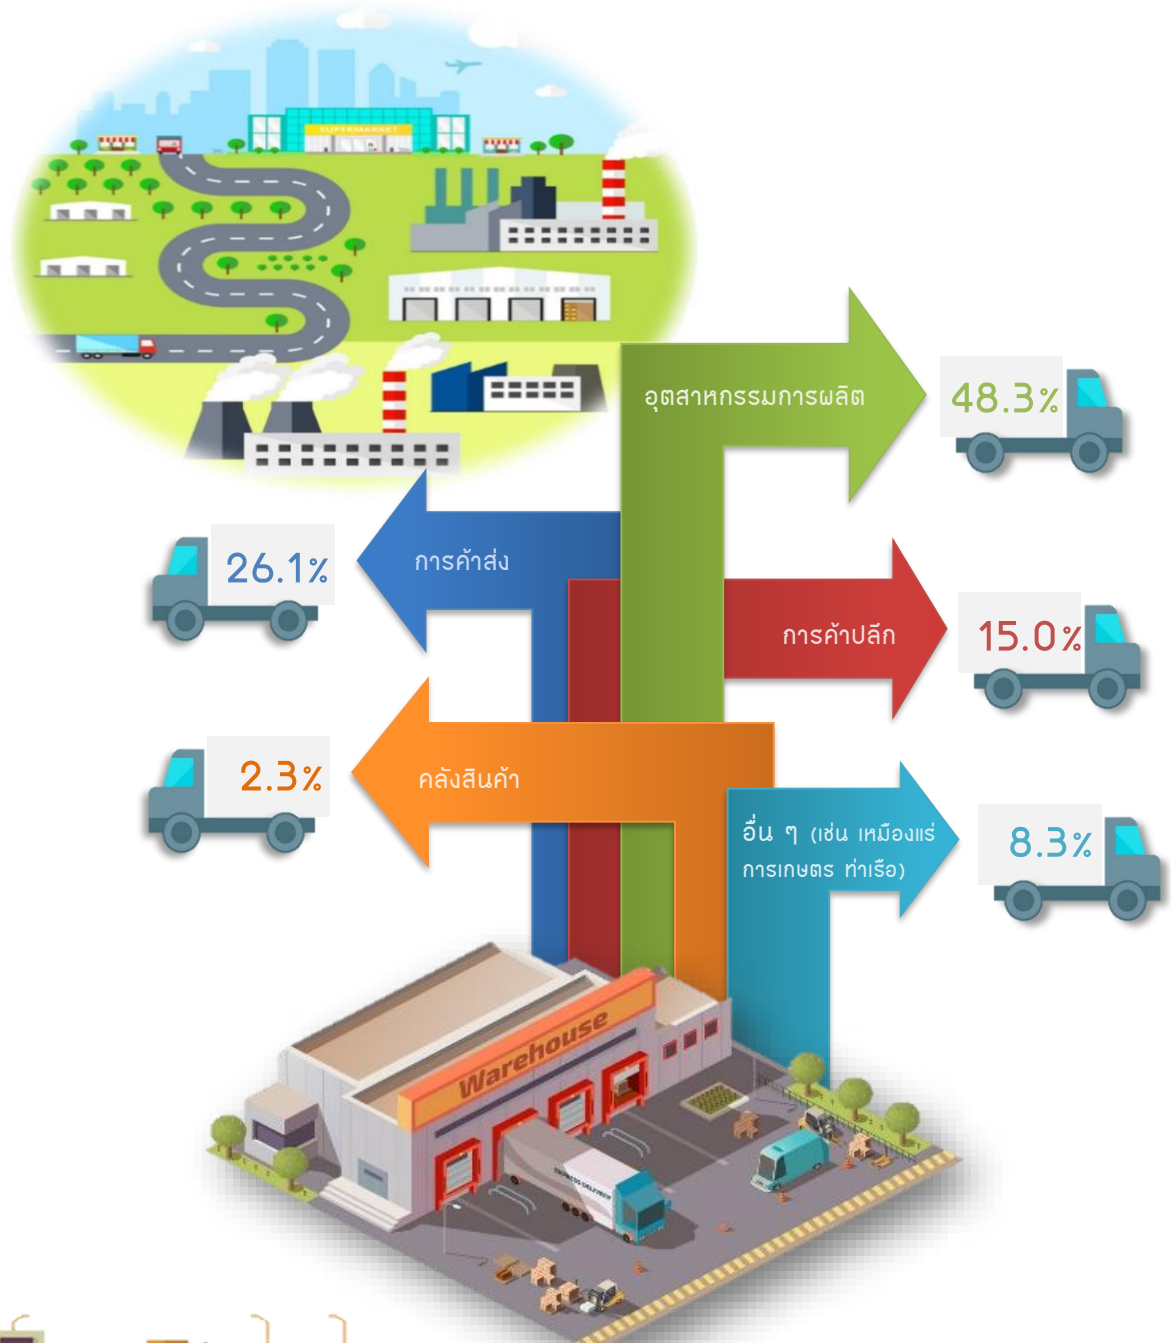 SUPERMARKET
อุตสาหกรรมการผลิต
48.3%
26.1%
การค้าส่ง
การค้าปลีก
15.0%
2.3%
คลังสินค้า
อื่น ๆ (เช่น เหมืองแร่
การเกษตร ท่าเรือ)
8.3%
Warehouse
EXPRESS DELIVERY